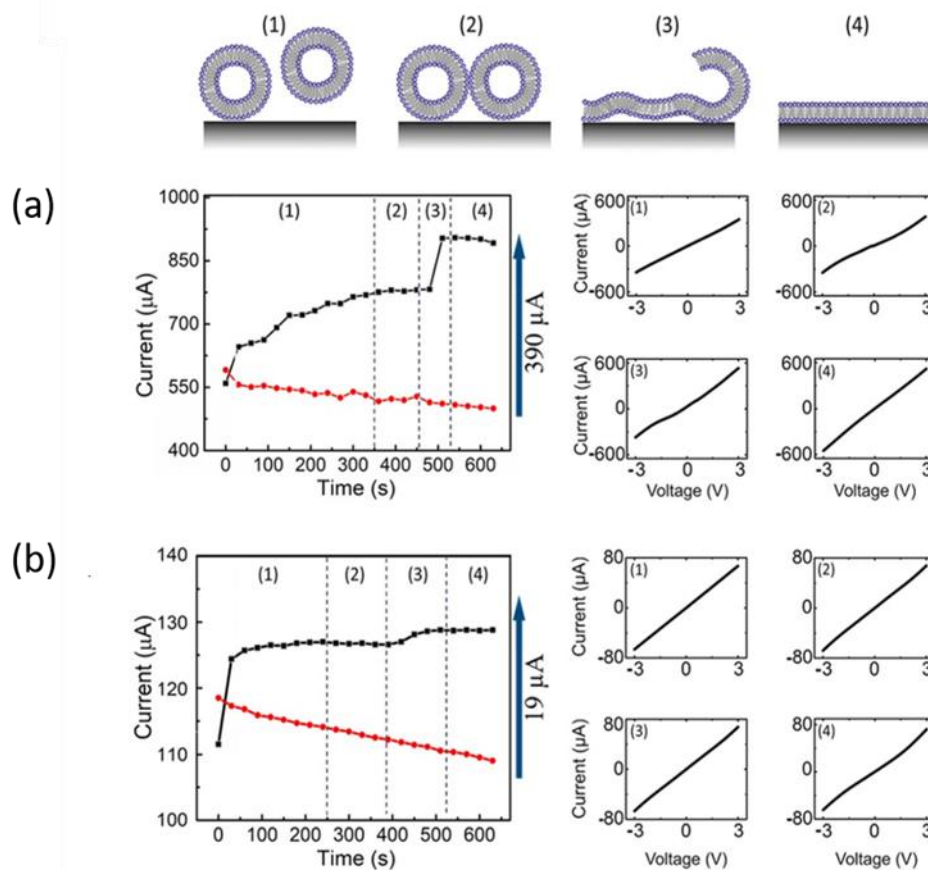 (1) (2) (3) (4)
(a)
Current (μA)
1000
850
700
550
400
(1) (2) (3) (4)
0 100 200 300 400 500 600
Time (s)
390 μA
Current (μA)
600
0
-600
(1)
-3 0 3
600
0
-600
(2)
-3 0 3
Current (μA)
600
0
-600
(3)
-3 0 3
Voltage (V)
600
0
-600
(4)
-3 0 3
Voltage (V)
(b)
Current (μA)
140
130
120
110
100
(1) (2) (3) (4)
0 100 200 300 400 500 600
Time (s)
19 μA
Current (μA)
80
0
-80
(1)
-3 0 3
80
0
-80
(2)
-3 0 3
Current (μA)
80
0
-80
(3)
-3 0 3
Voltage (V)
80
0
-80
(4)
-3 0 3
Voltage (V)